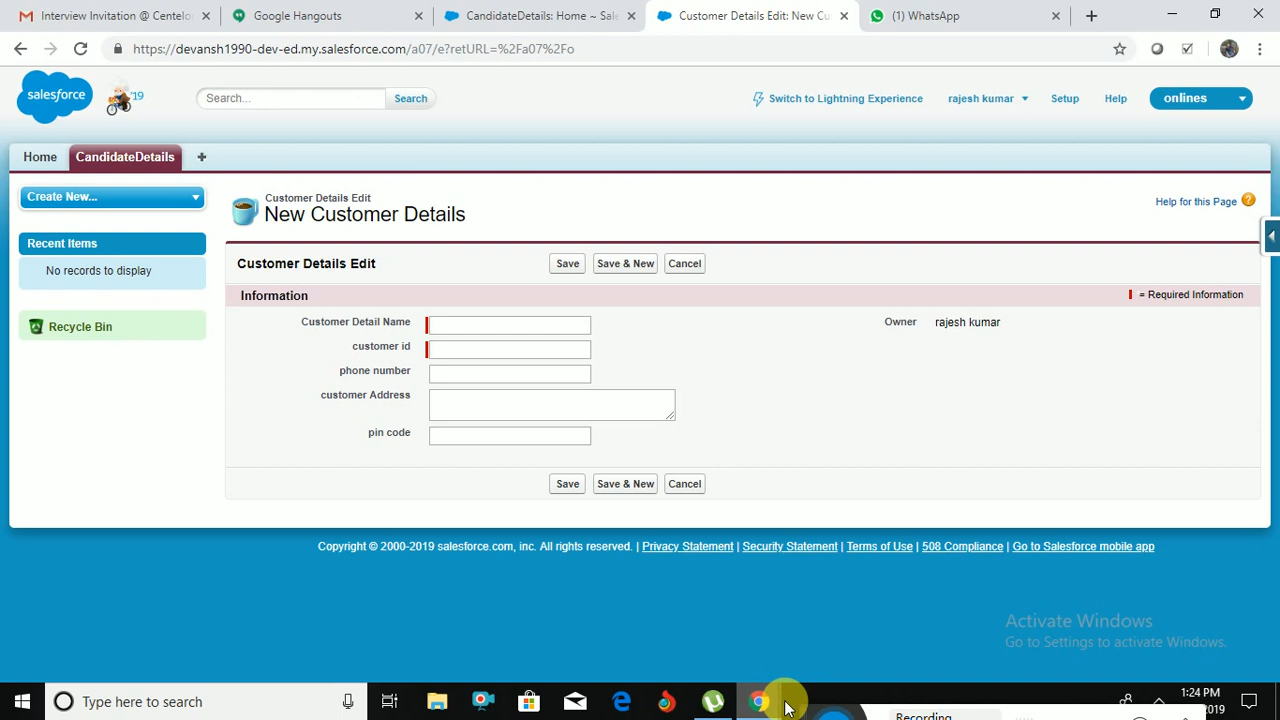 Interview Invitation @ Centelo
Google Hangouts
CandidateDetails: Home ~ Sale
Customer Details Edit: New Cu
(1) WhatsApp
https://devansh1990-dev-ed.my.salesforce.com/a07/e?retURL=%2Fa07%2Fo
salesforce
'19
Search...
Search
Switch to Lightning Experience
rajesh kumar
Setup
Help
onlines
Home
CandidateDetails
Create New...
Recent Items
No records to display
Recycle Bin
Customer Details Edit
New Customer Details
Help for this Page
Customer Details Edit
Save
Save & New
Cancel
Information
= Required Information
Customer Detail Name
Owner
rajesh kumar
customer id
phone number
customer Address
pin code
Save
Save & New
Cancel
Copyright © 2000-2019 salesforce.com, inc. All rights reserved. | Privacy Statement | Security Statement | Terms of Use | 508 Compliance | Go to Salesforce mobile app
Activate Windows
Go to Settings to activate Windows.
Type here to search
1:24 PM
2019
Recording